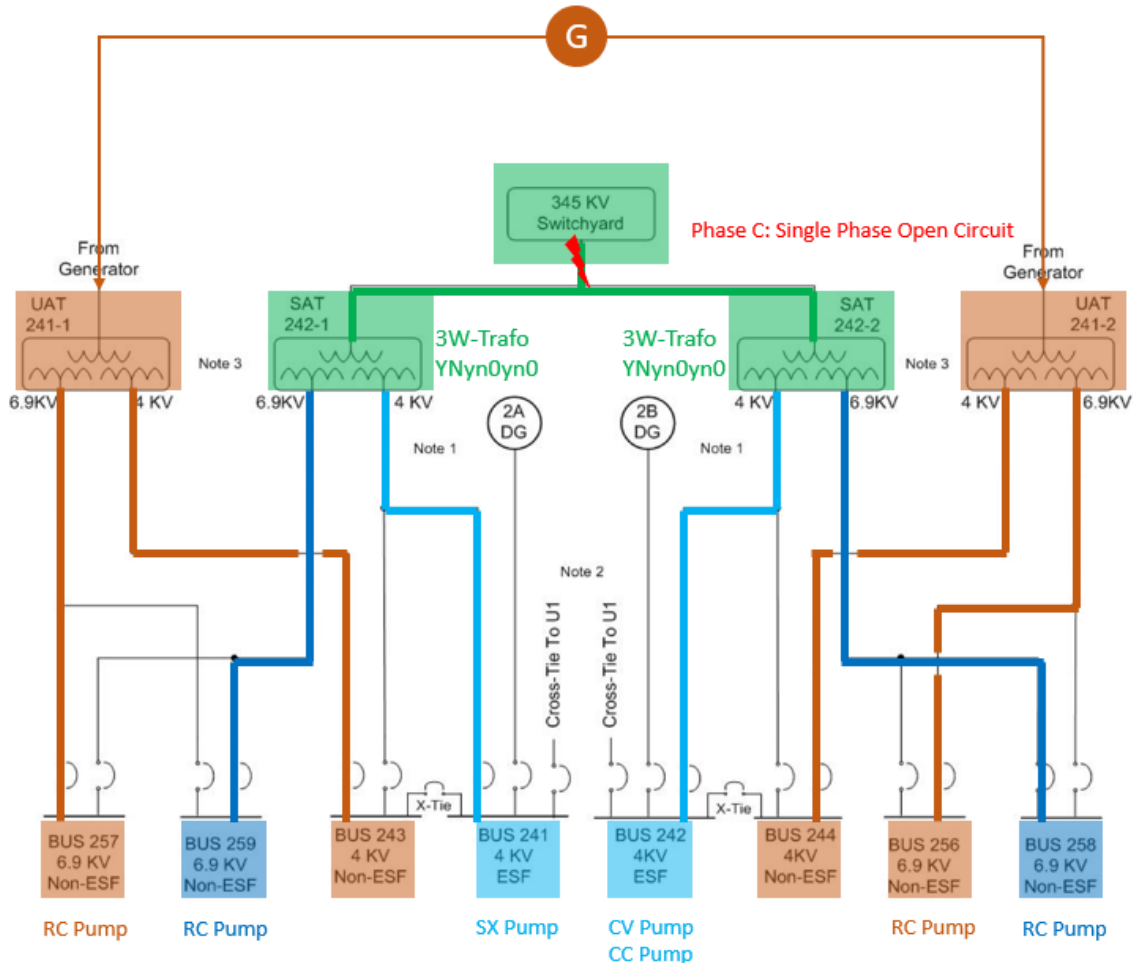 G
345 KV
Switchyard
Phase C: Single Phase Open Circuit
From
Generator
From
Generator
UAT
241-1
SAT
242-1
SAT
242-2
UAT
241-2
3W-Trafo
YNyn0yn0
3W-Trafo
YNyn0yn0
Note 3
Note 3
6.9KV
4 KV
6.9KV
4 KV
4 KV
6.9KV
4 KV
6.9KV
2A
DG
2B
DG
Note 1
Note 1
Note 2
Cross-Tie To U1
Cross-Tie To U1
X-Tie
X-Tie
BUS 257
6.9 KV
Non-ESF
BUS 259
6.9 KV
Non-ESF
BUS 243
4 KV
Non-ESF
BUS 241
4 KV
ESF
BUS 242
4KV
ESF
BUS 244
4KV
Non-ESF
BUS 256
6.9 KV
Non-ESF
BUS 258
6.9 KV
Non-ESF
RC Pump
RC Pump
SX Pump
CV Pump
CC Pump
RC Pump
RC Pump